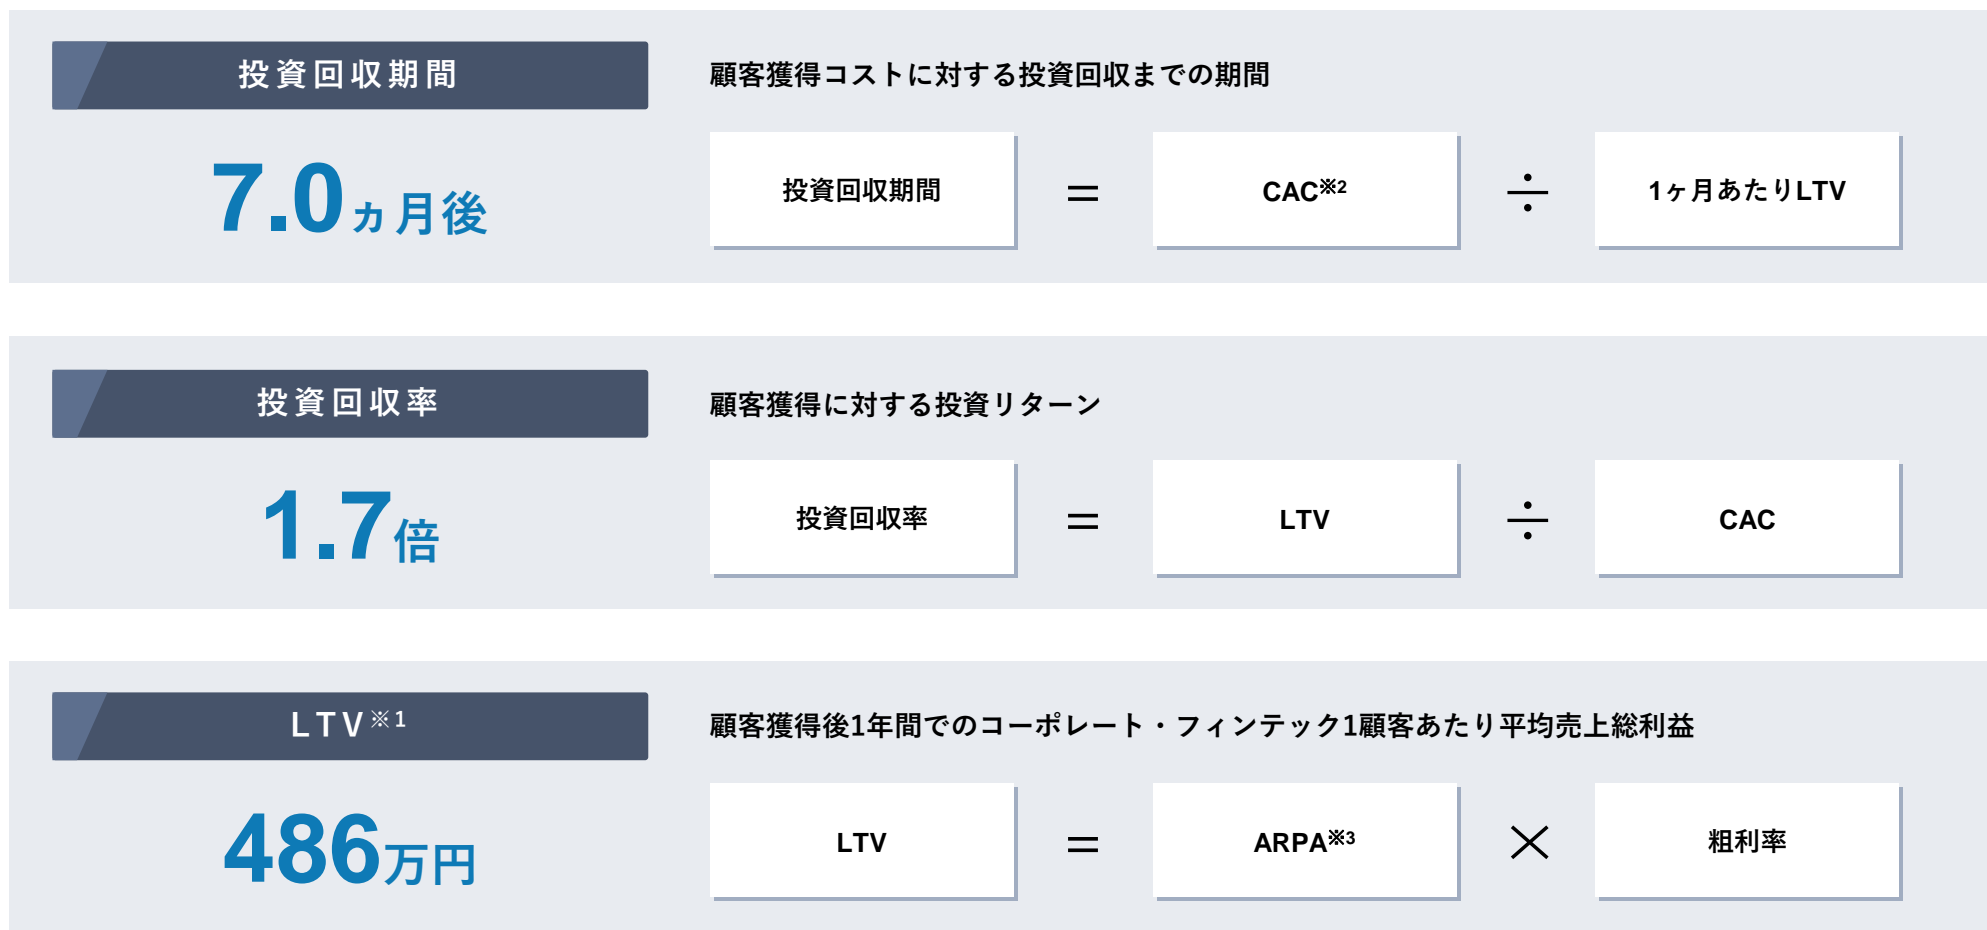 投資回収期間
顧客獲得コストに対する投資回収までの期間
7.0ヵ月後
投資回収期間 = CAC※2 ÷ 1ヶ月あたりLTV
投資回収率
顧客獲得に対する投資リターン
1.7倍
投資回収率 = LTV ÷ CAC
LTV※1
顧客獲得後1年間でのコーポレート・フィンテック1顧客あたり平均売上総利益
486万円
LTV = ARPA※3 × 粗利率